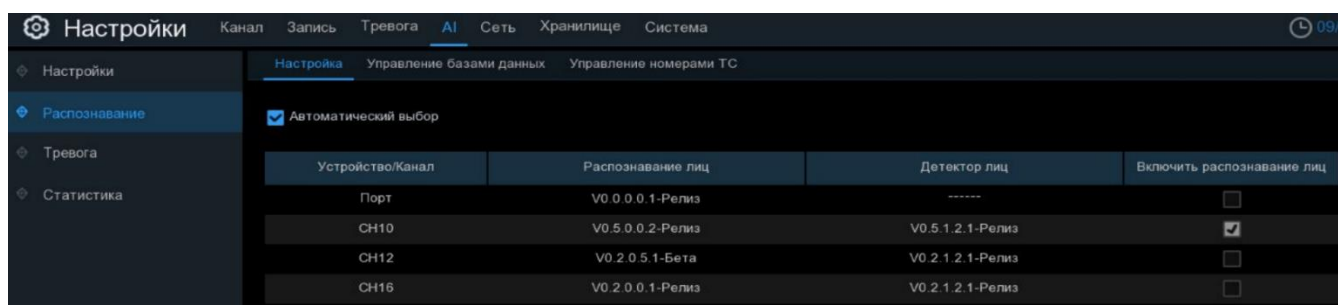 Настройки Канал Запись Тревога AI Сеть Хранилище Система 09/
Настройки Настройка Управление базами данных Управление номерами ТС
Распознавание Автоматический выбор
Тревога Устройство/Канал Распознавание лиц Детектор лиц Включить распознавание лиц
Статистика Порт V0.0.0.0.1-Релиз ------
CH10 V0.5.0.0.2-Релиз V0.5.1.2.1-Релиз
CH12 V0.2.0.5.1-Бета V0.2.1.2.1-Релиз
CH16 V0.2.0.0.1-Релиз V0.2.1.2.1-Релиз